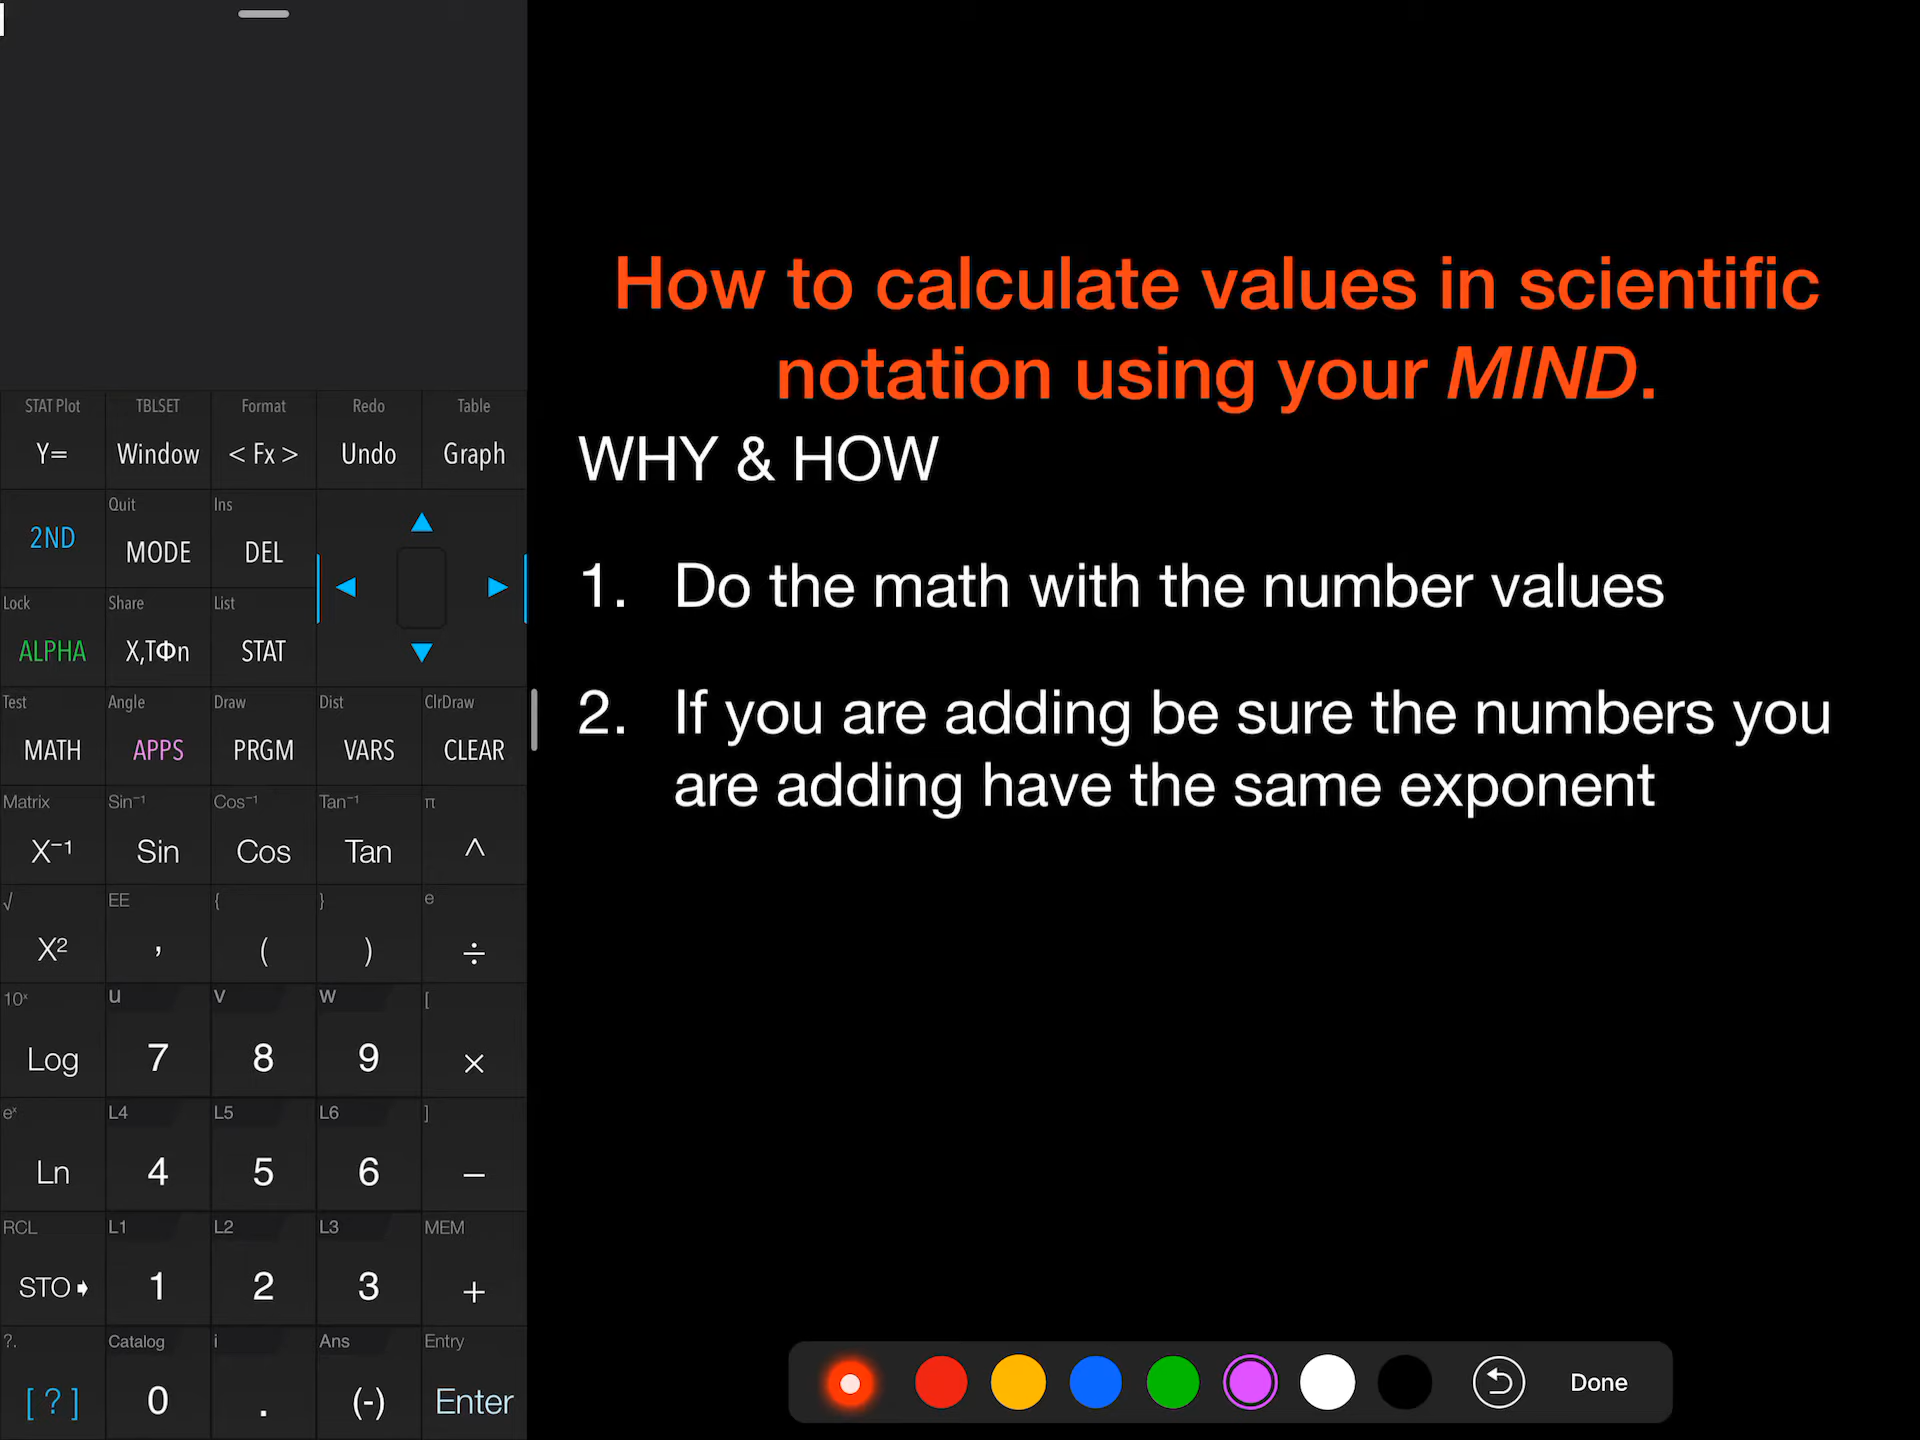 STAT Plot TBLSET Format Redo Table
Y= Window < Fx > Undo Graph
Quit Ins
2ND MODE DEL
Lock Share List
ALPHA X,TΦn STAT
Test Angle Draw Dist ClrDraw
MATH APPS PRGM VARS CLEAR
Matrix Sin⁻¹ Cos⁻¹ Tan⁻¹ π
X⁻¹ Sin Cos Tan ^
√ EE { } e
X² , ( ) ÷
10ˣ u v w [
Log 7 8 9 ×
eˣ L4 L5 L6 ]
Ln 4 5 6 −
RCL L1 L2 L3 MEM
STO➧ 1 2 3 +
?. Catalog i Ans Entry
[ ? ] 0 . (-) Enter
How to calculate values in scientific
notation using your MIND.
WHY & HOW
1. Do the math with the number values
2. If you are adding be sure the numbers you
are adding have the same exponent
Done